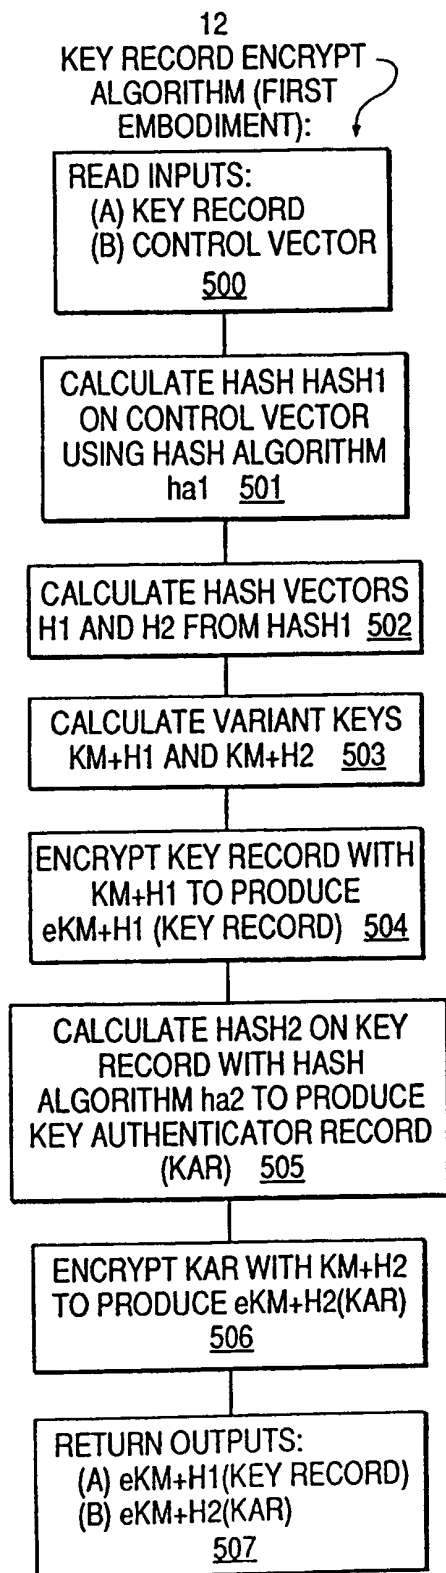 12
KEY RECORD ENCRYPT
ALGORITHM (FIRST
EMBODIMENT):
READ INPUTS:
(A) KEY RECORD
(B) CONTROL VECTOR
500
CALCULATE HASH HASH1
ON CONTROL VECTOR
USING HASH ALGORITHM
ha1 501
CALCULATE HASH VECTORS
H1 AND H2 FROM HASH1 502
CALCULATE VARIANT KEYS
KM+H1 AND KM+H2 503
ENCRYPT KEY RECORD WITH
KM+H1 TO PRODUCE
eKM+H1 (KEY RECORD) 504
CALCULATE HASH2 ON KEY
RECORD WITH HASH
ALGORITHM ha2 TO PRODUCE
KEY AUTHENTICATOR RECORD
(KAR) 505
ENCRYPT KAR WITH KM+H2
TO PRODUCE eKM+H2(KAR)
506
RETURN OUTPUTS:
(A) eKM+H1(KEY RECORD)
(B) eKM+H2(KAR)
507